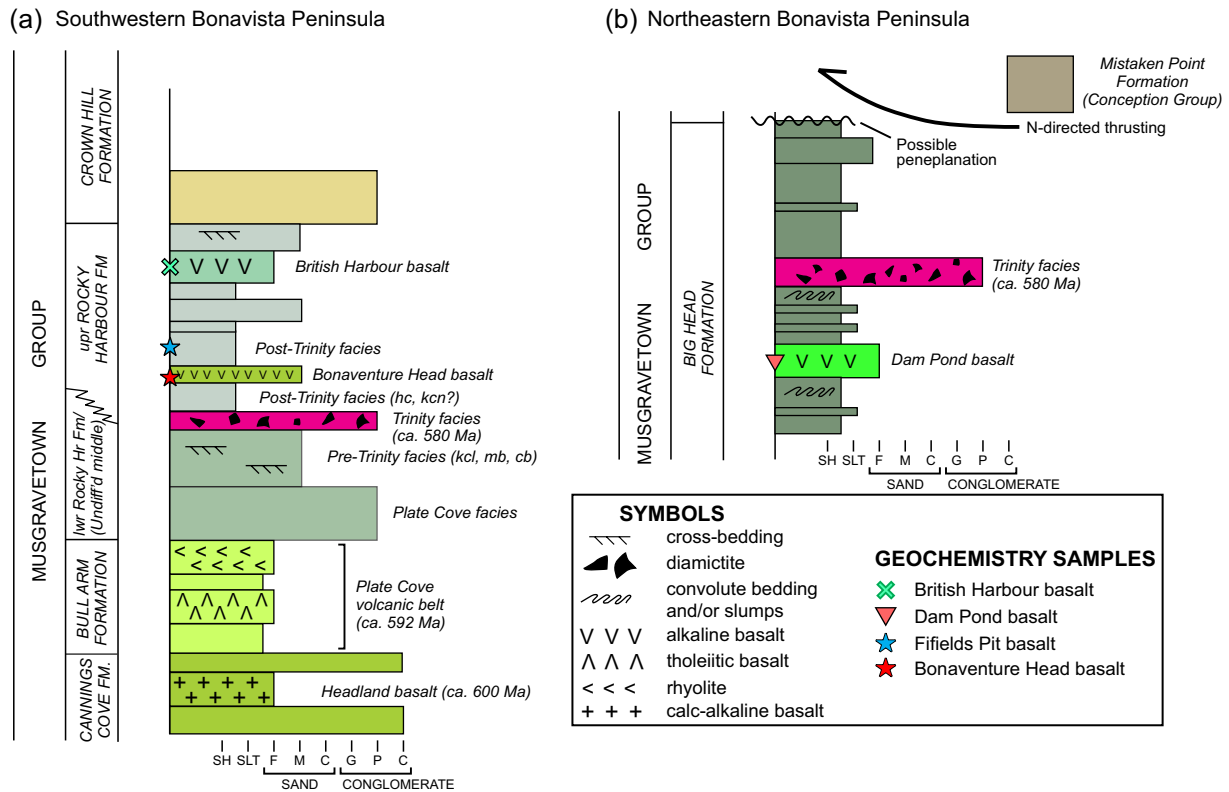 (a) Southwestern Bonavista Peninsula
MUSGRAVETOWN GROUP
CROWN HILL
FORMATION
upr ROCKY
HARBOUR FM
lwr Rocky Hr Fm/
(Undiff'd middle)
BULL ARM
FORMATION
CANNINGS
COVE FM.
V V V
British Harbour basalt
Post-Trinity facies
V V V V V V V V V
Bonaventure Head basalt
Post-Trinity facies (hc, kcn?)
Trinity facies
(ca. 580 Ma)
Pre-Trinity facies (kcl, mb, cb)
Plate Cove facies
Plate Cove
volcanic belt
(ca. 592 Ma)
Headland basalt (ca. 600 Ma)
SH SLT F M C G P C
SAND CONGLOMERATE
(b) Northeastern Bonavista Peninsula
Mistaken Point
Formation
(Conception Group)
N-directed thrusting
Possible
peneplanation
MUSGRAVETOWN GROUP
BIG HEAD
FORMATION
Trinity facies
(ca. 580 Ma)
V V V
Dam Pond basalt
SH SLT F M C G P C
SAND CONGLOMERATE
SYMBOLS
cross-bedding
diamictite
convolute bedding
and/or slumps
V V V alkaline basalt
Λ Λ Λ tholeiitic basalt
< < < rhyolite
+ + + calc-alkaline basalt
GEOCHEMISTRY SAMPLES
British Harbour basalt
Dam Pond basalt
Fifields Pit basalt
Bonaventure Head basalt